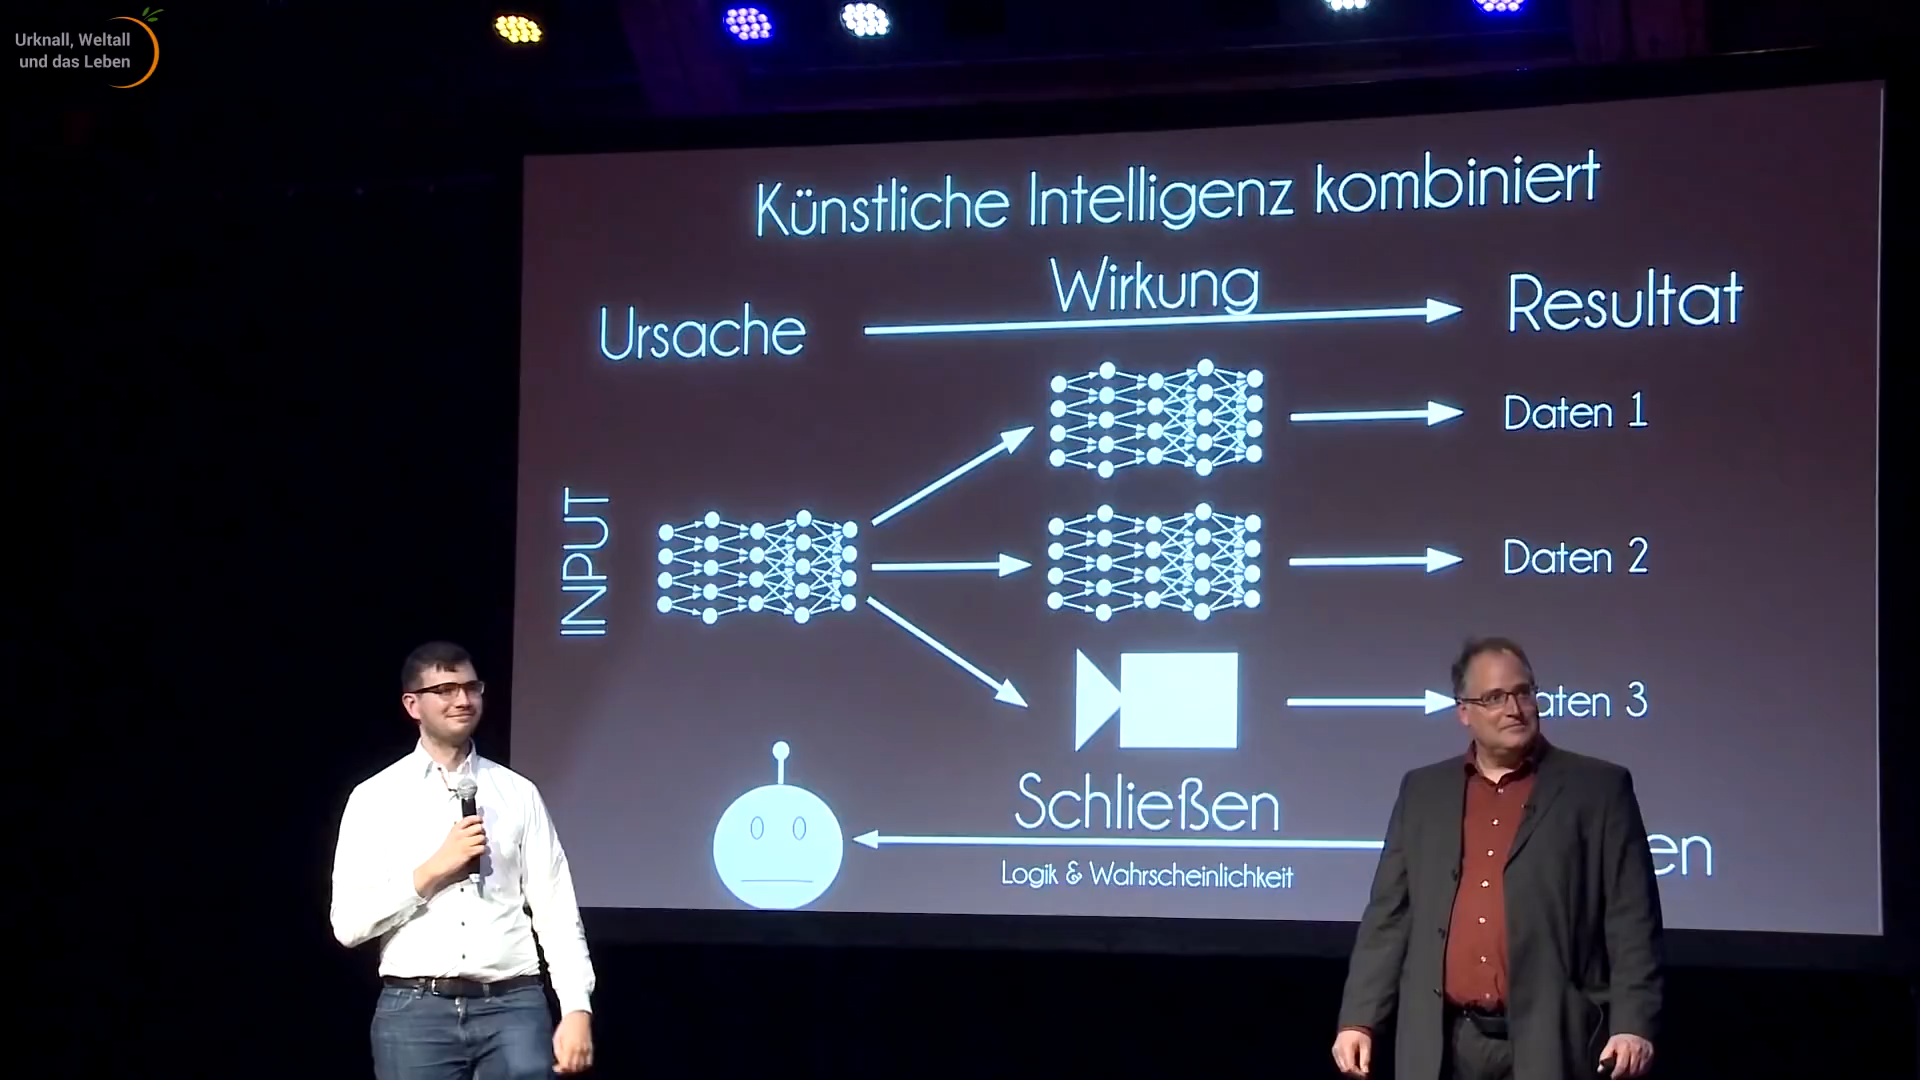 Urknall, Weltall
und das Leben
Künstliche Intelligenz kombiniert
Wirkung
Ursache
Resultat
Daten 1
INPUT
Daten 2
aten 3
Schließen
en
Logik & Wahrscheinlichkeit